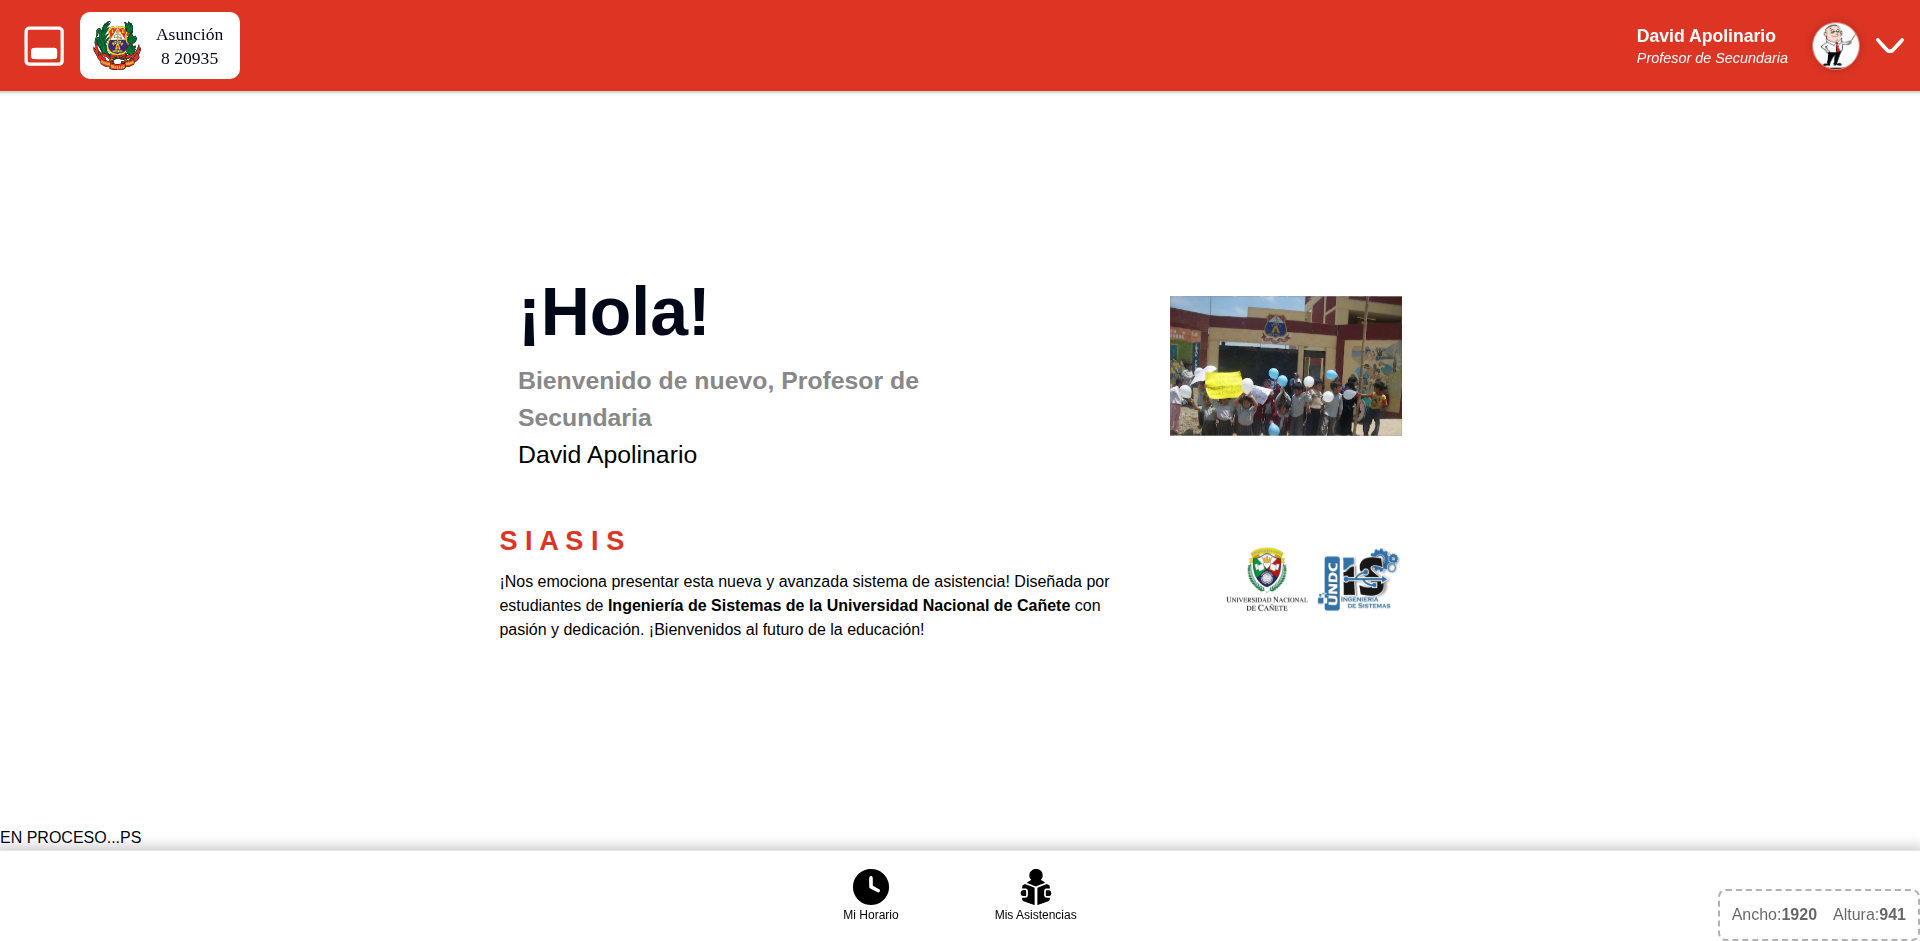 Asunción
8 20935
David Apolinario
Profesor de Secundaria
¡Hola!
Bienvenido de nuevo, Profesor de
Secundaria
David Apolinario
SIASIS
¡Nos emociona presentar esta nueva y avanzada sistema de asistencia! Diseñada por
estudiantes de Ingeniería de Sistemas de la Universidad Nacional de Cañete con
pasión y dedicación. ¡Bienvenidos al futuro de la educación!
UNIVERSIDAD NACIONAL
DE CAÑETE
UNDC
IS
INGENIERÍA
DE SISTEMAS
EN PROCESO...PS
Mi Horario
Mis Asistencias
Ancho:1920 Altura:941